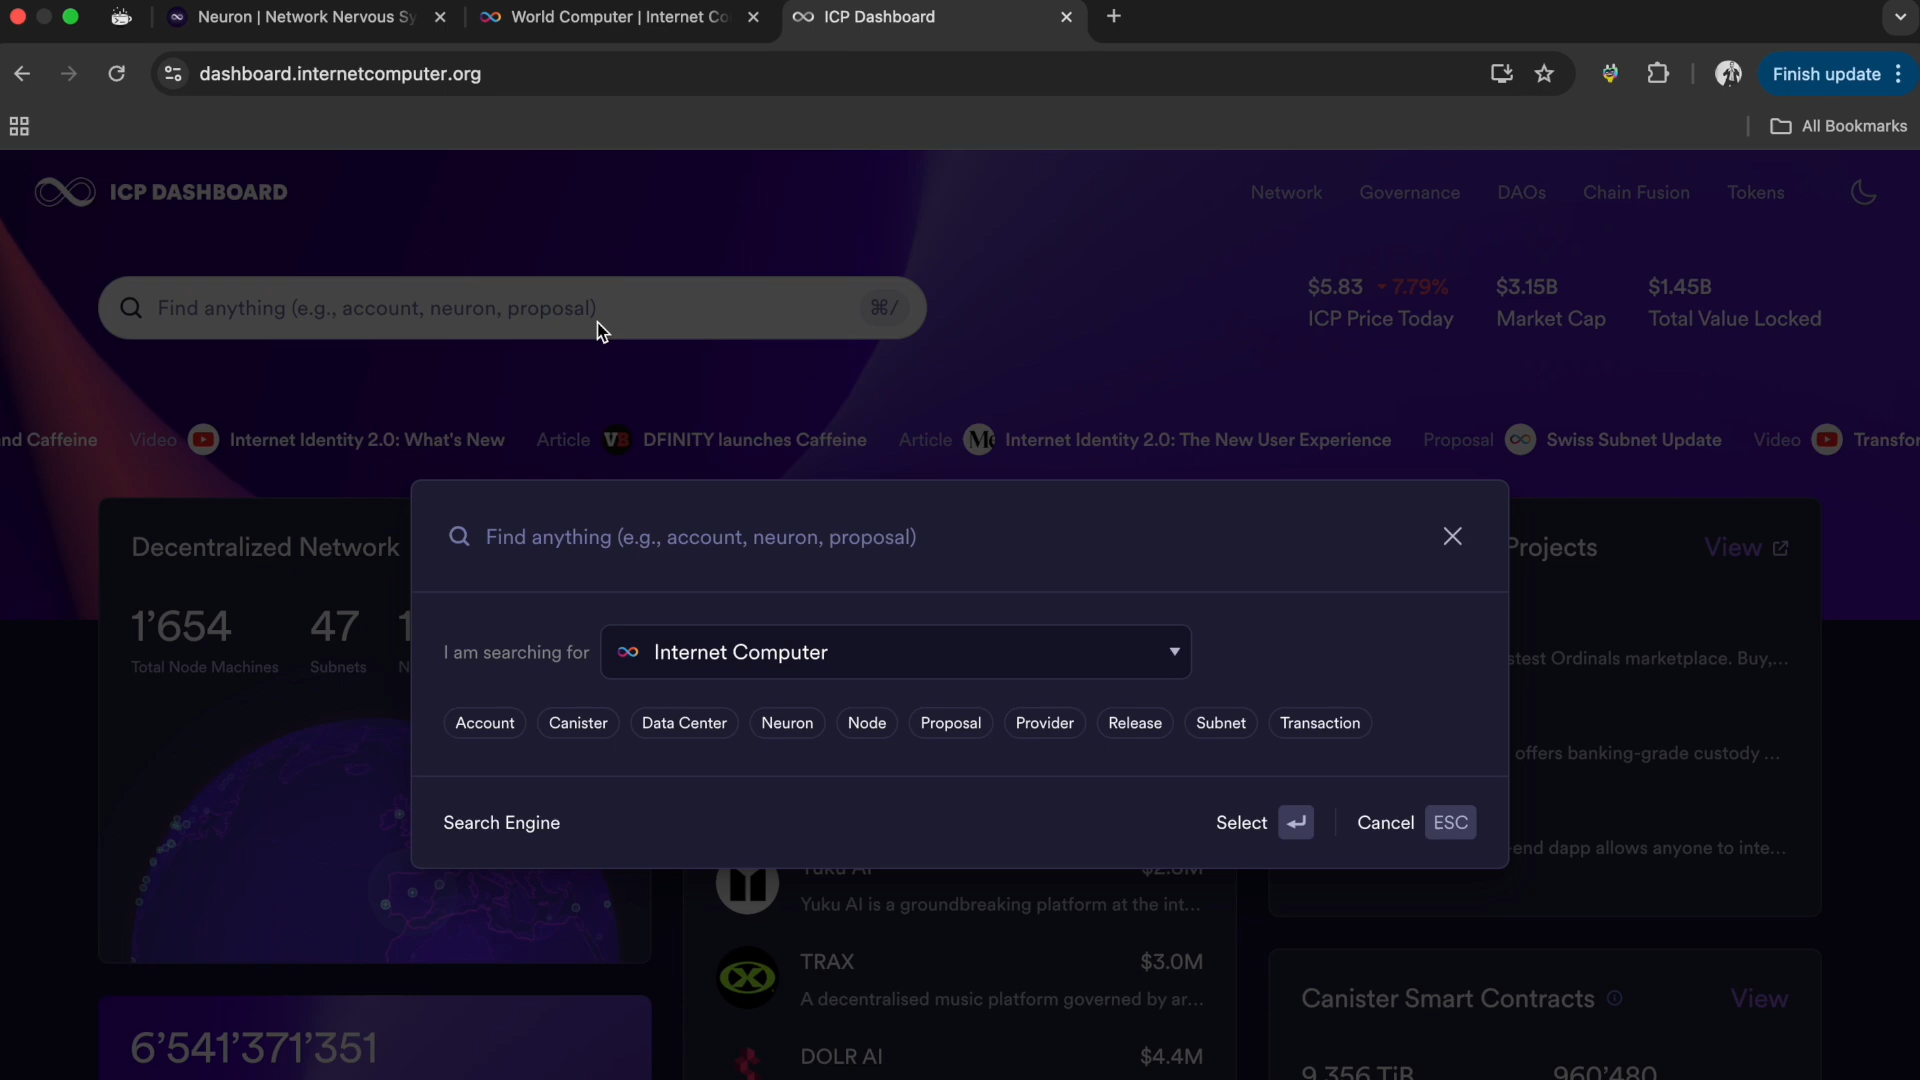 Neuron | Network Nervous Sy
World Computer | Internet Co
ICP Dashboard
dashboard.internetcomputer.org
Finish update
All Bookmarks
ICP DASHBOARD
Network
Governance
DAOs
Chain Fusion
Tokens
Find anything (e.g., account, neuron, proposal)
⌘/
$5.83 7.79%
ICP Price Today
$3.15B
Market Cap
$1.45B
Total Value Locked
nd Caffeine
Video Internet Identity 2.0: What's New
Article VB DFINITY launches Caffeine
Article Internet Identity 2.0: The New User Experience
Proposal Swiss Subnet Update
Video Transfor
Find anything (e.g., account, neuron, proposal)
I am searching for
Internet Computer
Account
Canister
Data Center
Neuron
Node
Proposal
Provider
Release
Subnet
Transaction
Search Engine
Select
Cancel ESC
Decentralized Network
1'654
Total Node Machines
47
Subnets
1
N
6'541'371'351
Yuku AI is a groundbreaking platform at the int...
TRAX
$3.0M
A decentralised music platform governed by ar...
DOLR AI
$4.4M
Projects
View
stest Ordinals marketplace. Buy,...
offers banking-grade custody ...
-end dapp allows anyone to inte...
Canister Smart Contracts
View
9.356 TiB
960'480